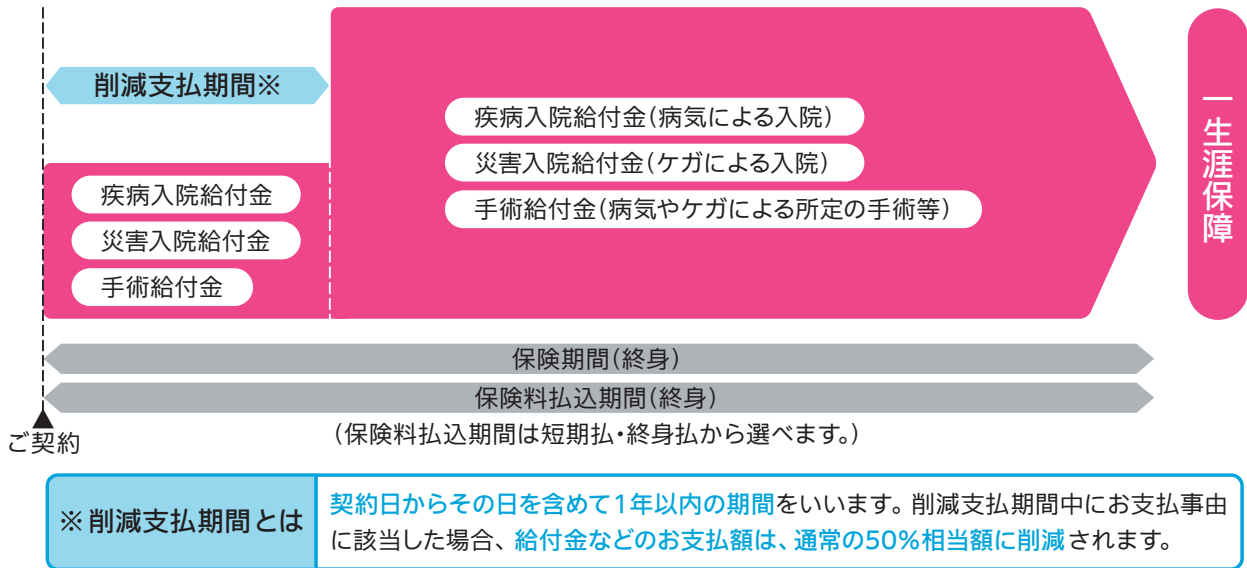 削減支払期間※
疾病入院給付金
災害入院給付金
手術給付金
疾病入院給付金(病気による入院)
災害入院給付金(ケガによる入院)
手術給付金(病気やケガによる所定の手術等)
一生涯保障
保険期間(終身)
保険料払込期間(終身)
(保険料払込期間は短期払・終身払から選べます。)
ご契約
※削減支払期間とは
契約日からその日を含めて1年以内の期間をいいます。削減支払期間中にお支払事由
に該当した場合、給付金などのお支払額は、通常の50%相当額に削減されます。